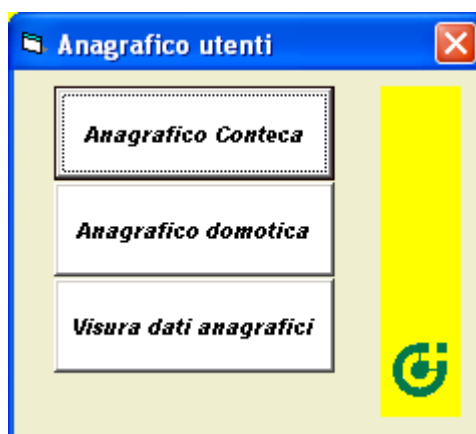 Anagrafico utenti
Anagrafico Conteca
Anagrafico domotica
Visura dati anagrafici